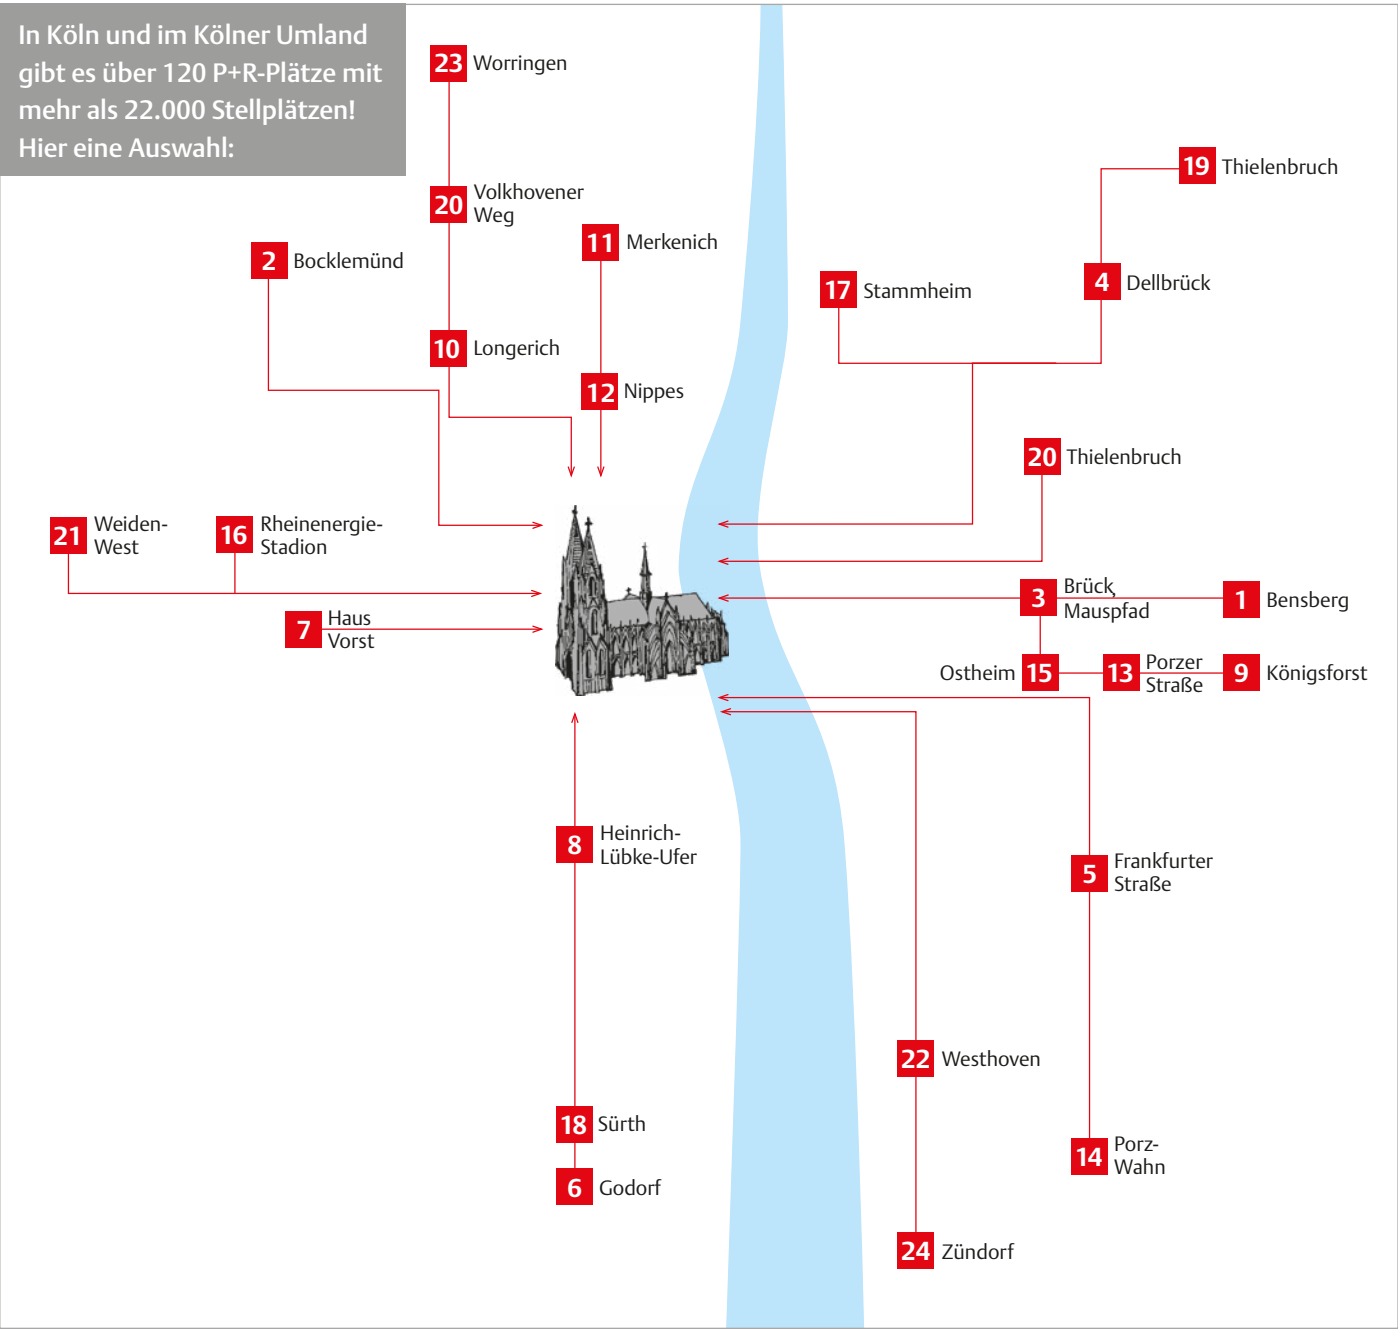 In Köln und im Kölner Umland
gibt es über 120 P+R-Plätze mit
mehr als 22.000 Stellplätzen!
Hier eine Auswahl:
23 Worringen
19 Thielenbruch
20 Volkhovener
Weg
11 Merkenich
2 Bocklemünd
4 Dellbrück
17 Stammheim
10 Longerich
12 Nippes
20 Thielenbruch
21 Weiden-
West
16 Rheinenergie-
Stadion
3 Brück,
Mauspfad
1 Bensberg
7 Haus
Vorst
Ostheim 15
13 Porzer
Straße
9 Königsforst
8 Heinrich-
Lübke-Ufer
5 Frankfurter
Straße
22 Westhoven
18 Sürth
14 Porz-
Wahn
6 Godorf
24 Zündorf